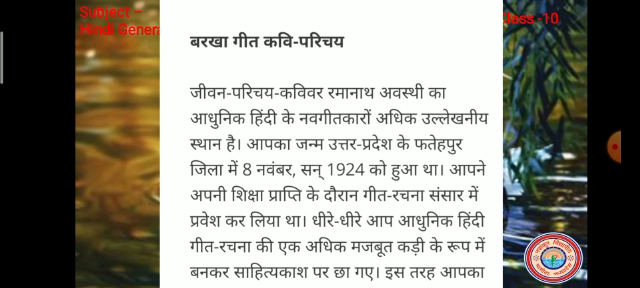 Subject -
Hindi Genera
Class -10
बरखा गीत कवि-परिचय
जीवन-परिचय-कविवर रमानाथ अवस्थी का
आधुनिक हिंदी के नवगीतकारों अधिक उल्लेखनीय
स्थान है। आपका जन्म उत्तर-प्रदेश के फतेहपुर
जिला में 8 नवंबर, सन् 1924 को हुआ था। आपने
अपनी शिक्षा प्राप्ति के दौरान गीत-रचना संसार में
प्रवेश कर लिया था। धीरे-धीरे आप आधुनिक हिंदी
गीत-रचना की एक अधिक मजबूत कड़ी के रूप में
बनकर साहित्यकाश पर छा गए। इस तरह आपका